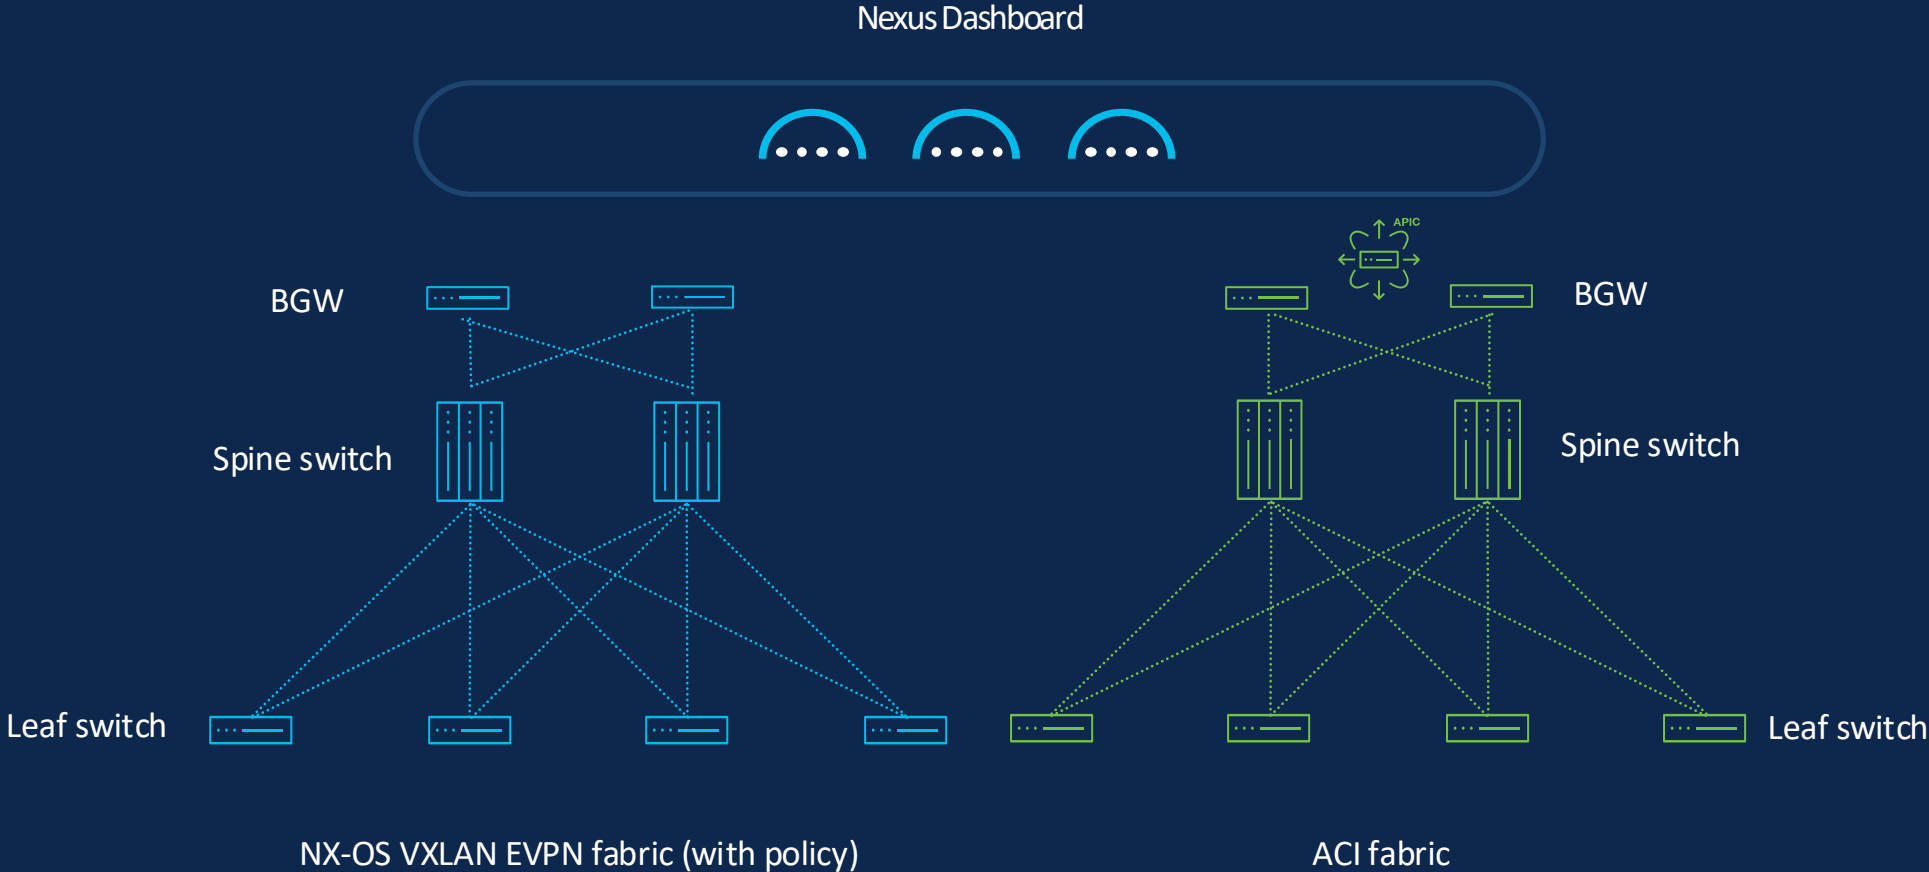 Nexus Dashboard
APIC
BGW
BGW
Spine switch
Spine switch
Leaf switch
Leaf switch
NX-OS VXLAN EVPN fabric (with policy)
ACI fabric